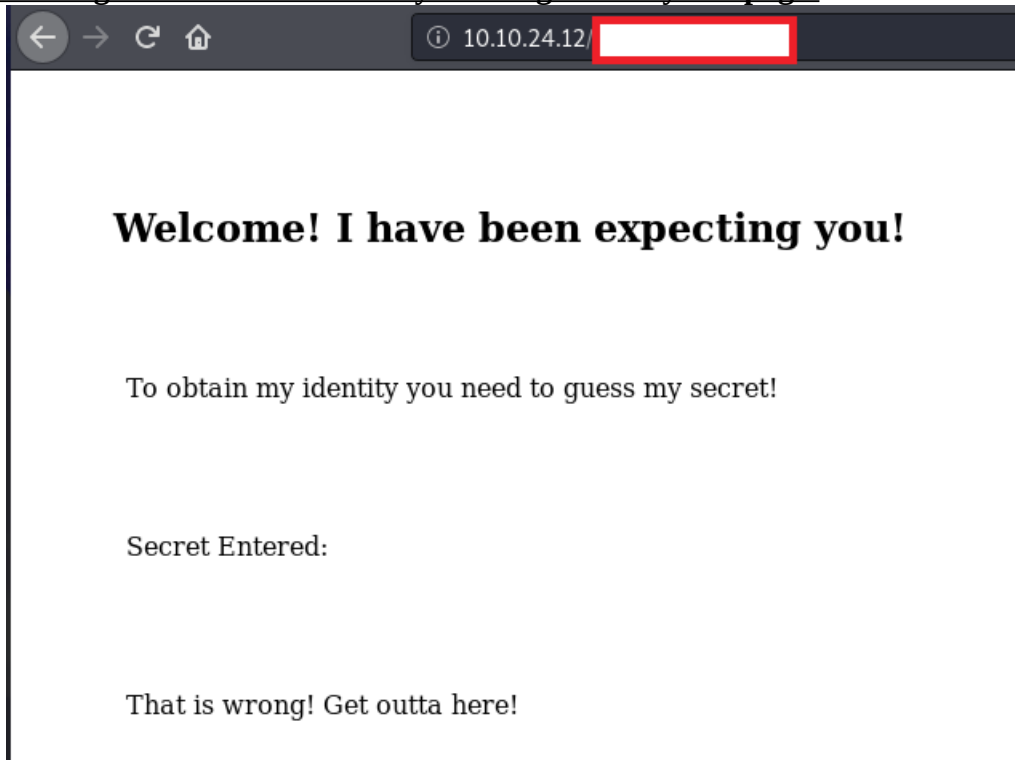 10.10.24.12/
Welcome! I have been expecting you!
To obtain my identity you need to guess my secret!
Secret Entered:
That is wrong! Get outta here!